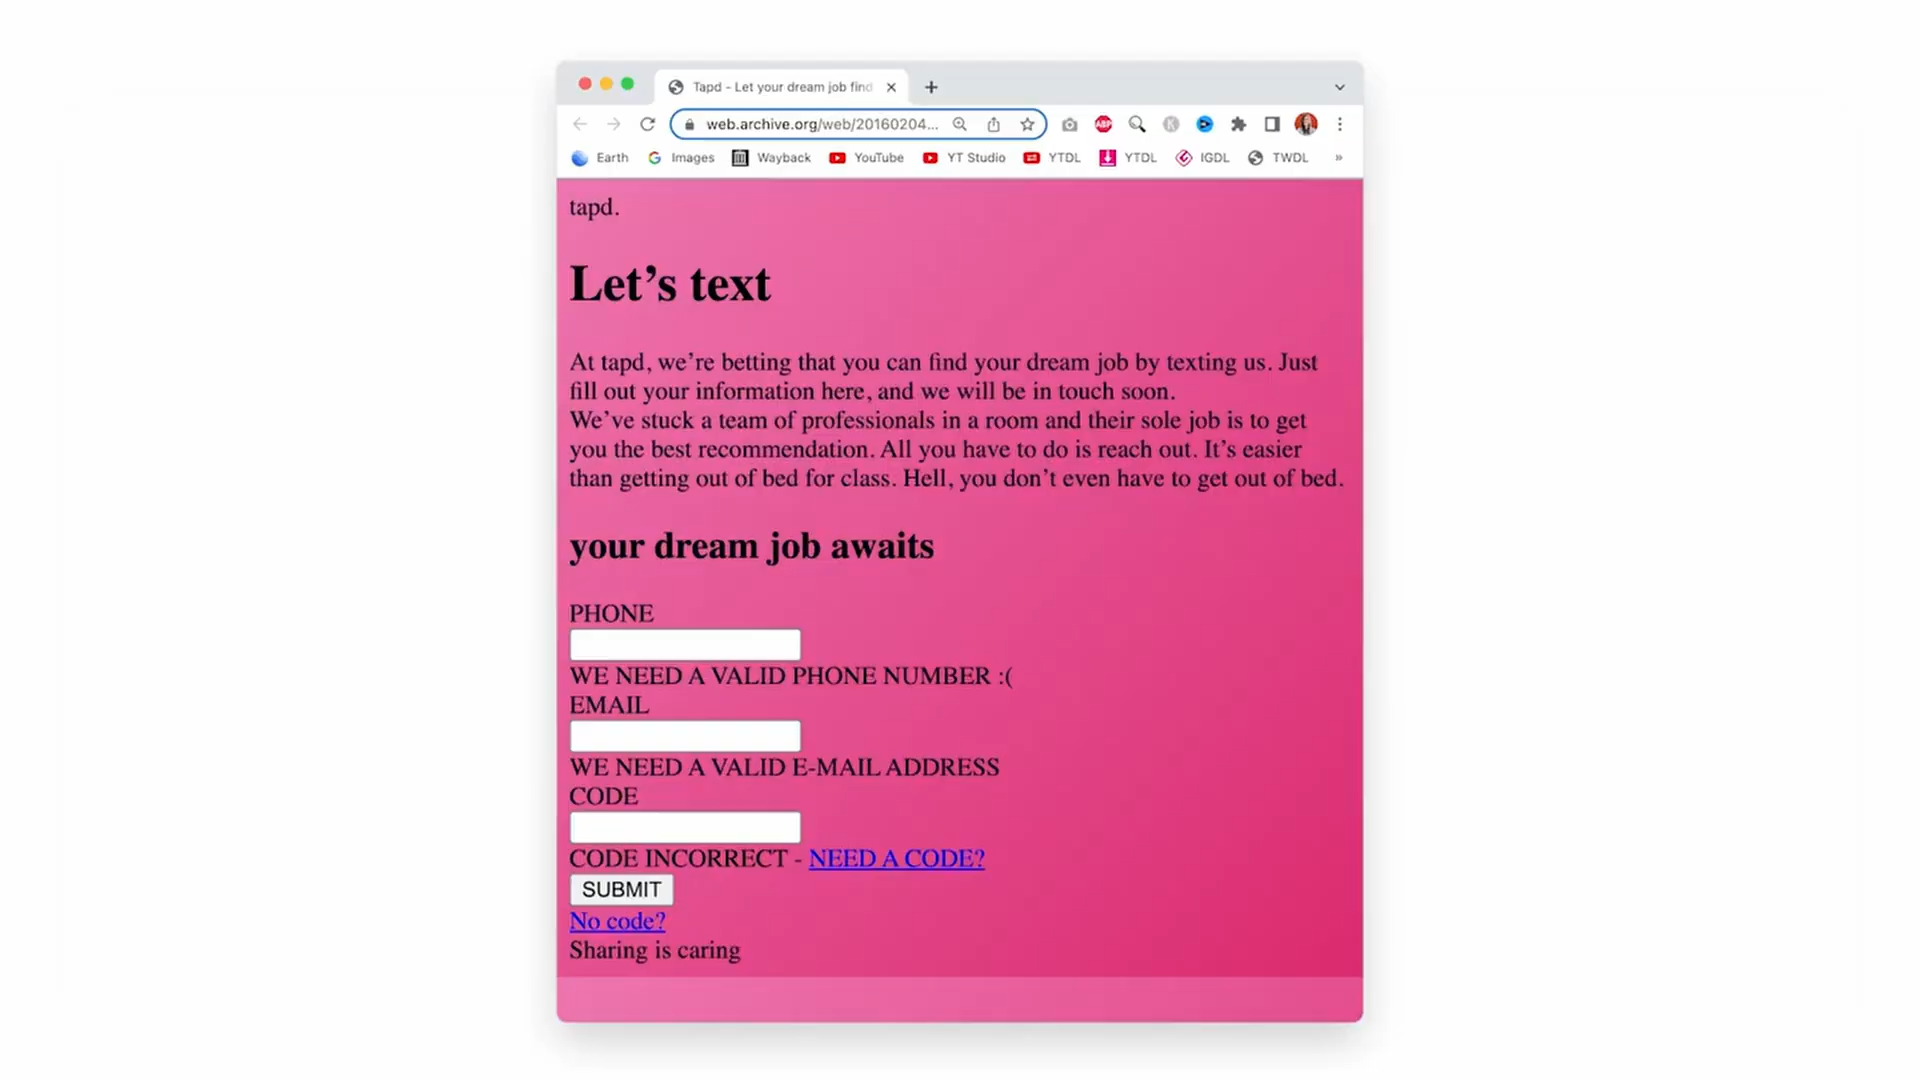 Tapd - Let your dream job find
web.archive.org/web/20160204...
ABP
K
Earth Images Wayback YouTube YT Studio YTDL YTDL IGDL TWDL »
tapd.
Let’s text
At tapd, we’re betting that you can find your dream job by texting us. Just
fill out your information here, and we will be in touch soon.
We’ve stuck a team of professionals in a room and their sole job is to get
you the best recommendation. All you have to do is reach out. It’s easier
than getting out of bed for class. Hell, you don’t even have to get out of bed.
your dream job awaits
PHONE
WE NEED A VALID PHONE NUMBER :(
EMAIL
WE NEED A VALID E-MAIL ADDRESS
CODE
CODE INCORRECT - NEED A CODE?
SUBMIT
No code?
Sharing is caring